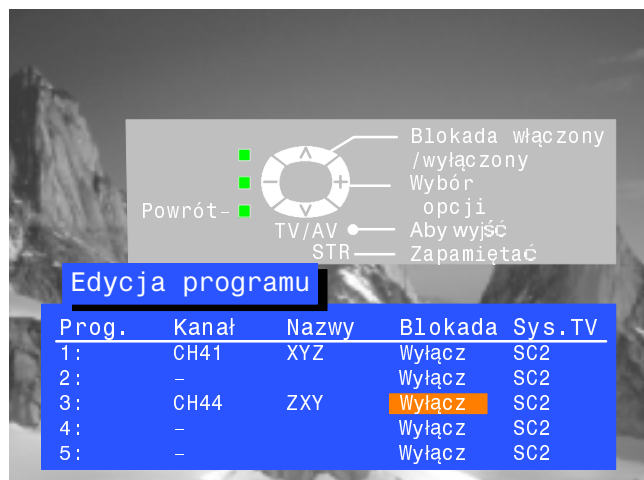 Blokada włączony
/wyłączony
Wybór
opcji
Powrót
TV/AV Aby wyjść
STR Zapamiętać
Edycja programu
Prog. Kanał Nazwy Blokada Sys.TV
1: CH41 XYZ Wyłącz SC2
2: – Wyłącz SC2
3: CH44 ZXY Wyłącz SC2
4: – Wyłącz SC2
5: – Wyłącz SC2